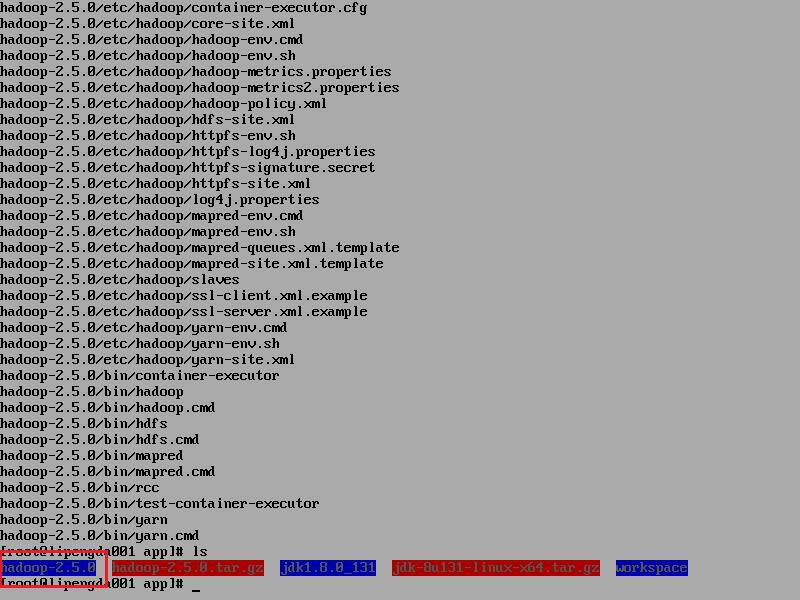 hadoop-2.5.0/etc/hadoop/container-executor.cfg
hadoop-2.5.0/etc/hadoop/core-site.xml
hadoop-2.5.0/etc/hadoop/hadoop-env.cmd
hadoop-2.5.0/etc/hadoop/hadoop-env.sh
hadoop-2.5.0/etc/hadoop/hadoop-metrics.properties
hadoop-2.5.0/etc/hadoop/hadoop-metrics2.properties
hadoop-2.5.0/etc/hadoop/hadoop-policy.xml
hadoop-2.5.0/etc/hadoop/hdfs-site.xml
hadoop-2.5.0/etc/hadoop/httpfs-env.sh
hadoop-2.5.0/etc/hadoop/httpfs-log4j.properties
hadoop-2.5.0/etc/hadoop/httpfs-signature.secret
hadoop-2.5.0/etc/hadoop/httpfs-site.xml
hadoop-2.5.0/etc/hadoop/log4j.properties
hadoop-2.5.0/etc/hadoop/mapred-env.cmd
hadoop-2.5.0/etc/hadoop/mapred-env.sh
hadoop-2.5.0/etc/hadoop/mapred-queues.xml.template
hadoop-2.5.0/etc/hadoop/mapred-site.xml.template
hadoop-2.5.0/etc/hadoop/slaves
hadoop-2.5.0/etc/hadoop/ssl-client.xml.example
hadoop-2.5.0/etc/hadoop/ssl-server.xml.example
hadoop-2.5.0/etc/hadoop/yarn-env.cmd
hadoop-2.5.0/etc/hadoop/yarn-env.sh
hadoop-2.5.0/etc/hadoop/yarn-site.xml
hadoop-2.5.0/bin/container-executor
hadoop-2.5.0/bin/hadoop
hadoop-2.5.0/bin/hadoop.cmd
hadoop-2.5.0/bin/hdfs
hadoop-2.5.0/bin/hdfs.cmd
hadoop-2.5.0/bin/mapred
hadoop-2.5.0/bin/mapred.cmd
hadoop-2.5.0/bin/rcc
hadoop-2.5.0/bin/test-container-executor
hadoop-2.5.0/bin/yarn
hadoop-2.5.0/bin/yarn.cmd
[root@lipengda001 app]# ls
hadoop-2.5.0 hadoop-2.5.0.tar.gz jdk1.8.0_131 jdk-8u131-linux-x64.tar.gz workspace
[root@lipengda001 app]# _